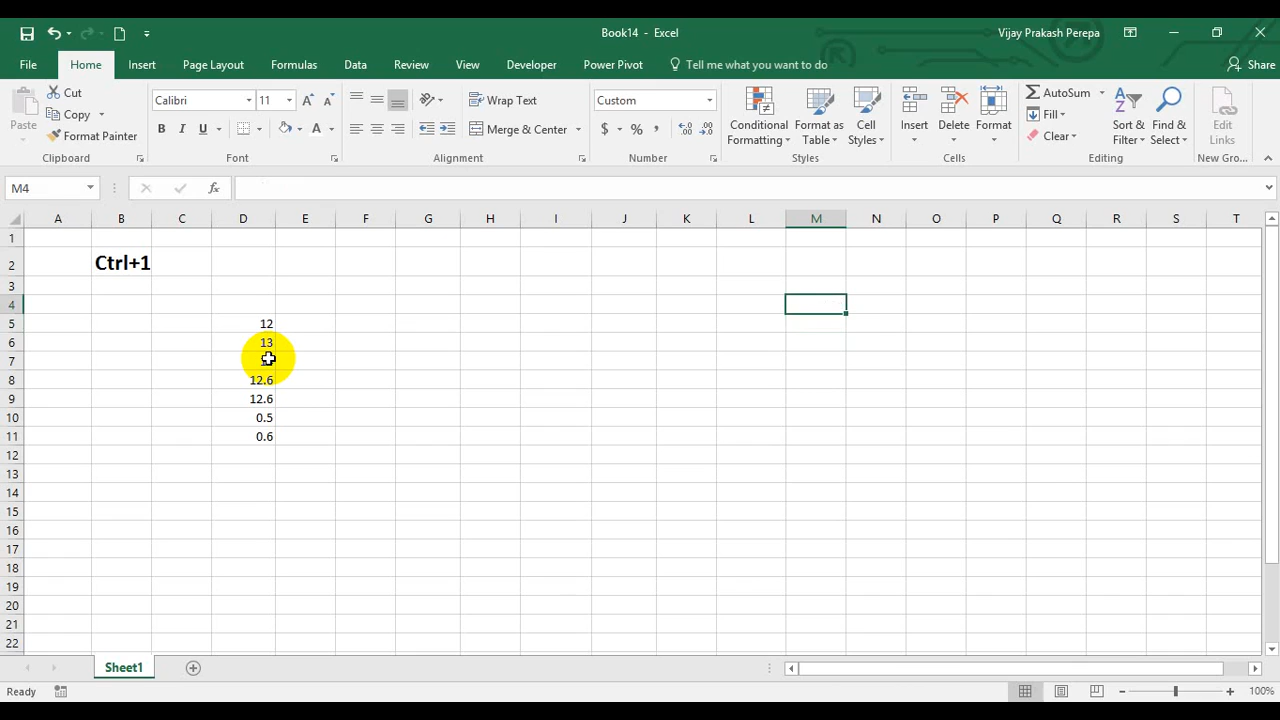 Book14 - Excel
Vijay Prakash Perepa
File Home Insert Page Layout Formulas Data Review View Developer Power Pivot Tell me what you want to do Share
Paste
Cut
Copy
Format Painter
Clipboard
Calibri 11
B I U A
Font
Wrap Text
Merge & Center
Alignment
Custom
$ % ,
Number
Conditional Formatting
Format as Table
Cell Styles
Styles
Insert
Delete
Format
Cells
AutoSum
Fill
Clear
Sort & Filter
Find & Select
Editing
Edit Links
New Gro...
M4 fx
A B C D E F G H I J K L M N O P Q R S T
1
2 Ctrl+1
3
4
5 12
6 13
7
8 12.6
9 12.6
10 0.5
11 0.6
12
13
14
15
16
17
18
19
20
21
22
Sheet1
Ready 100%